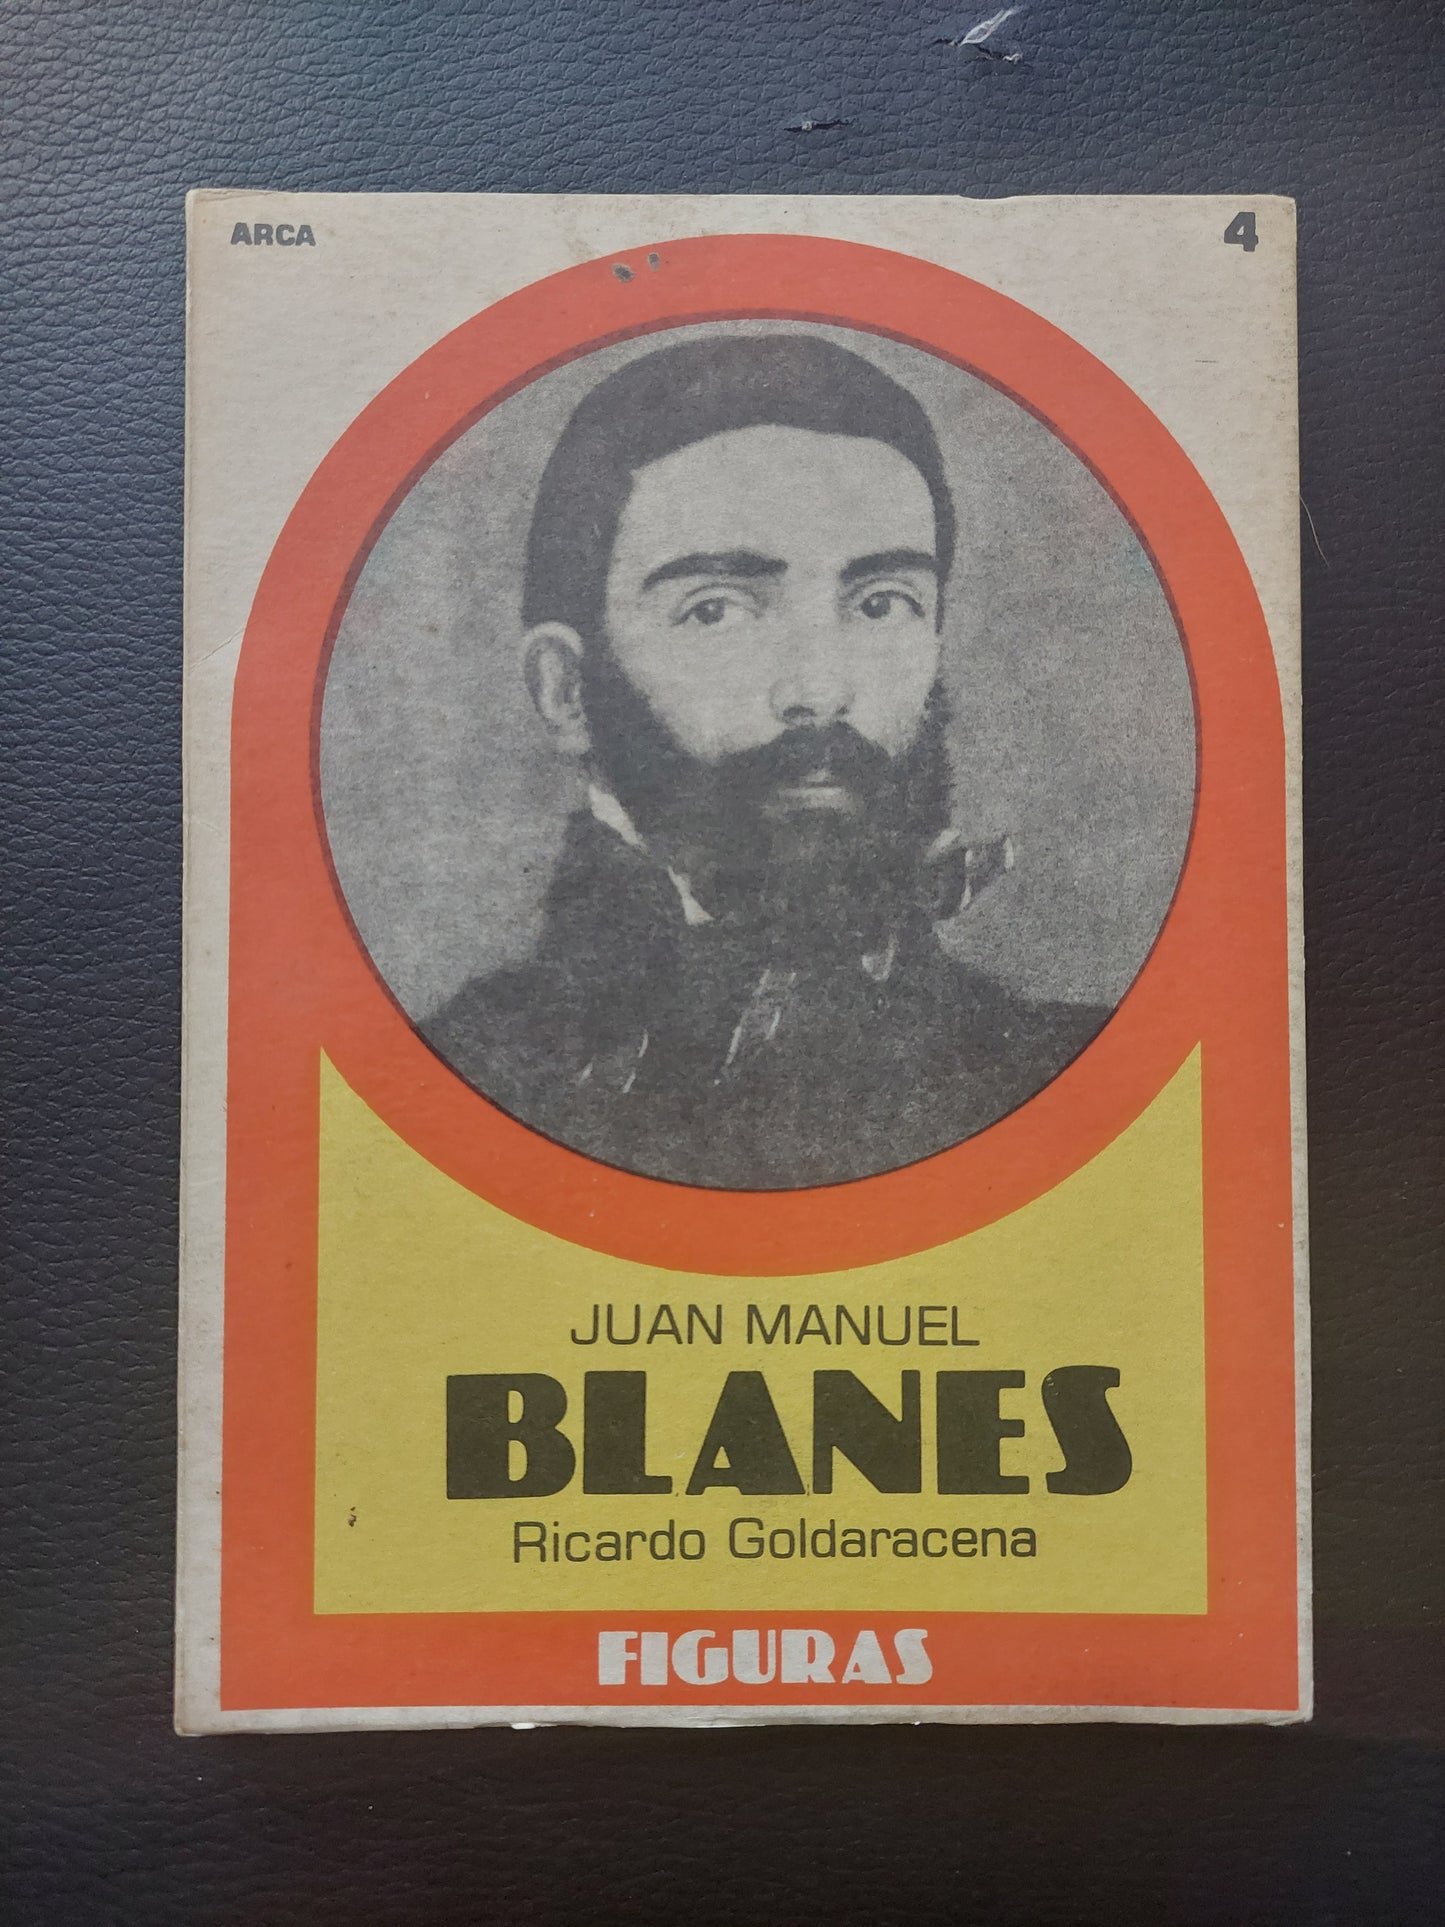 ARCA
4
JUAN MANUEL
BLANES
Ricardo Goldaracena
FIGURAS